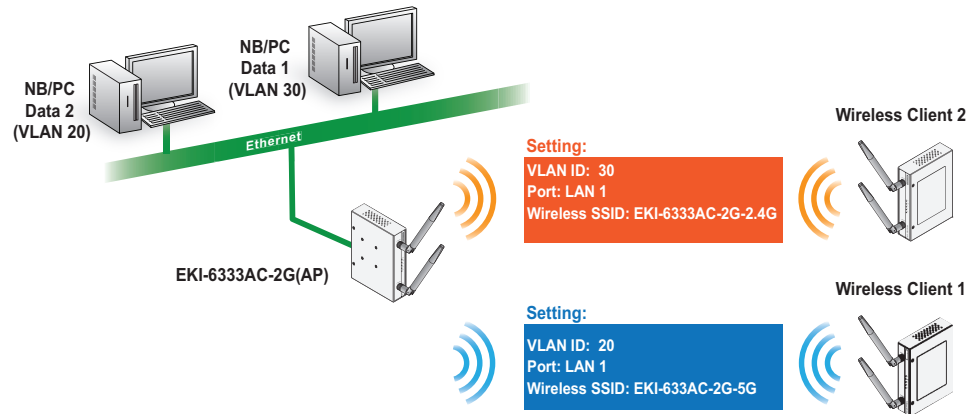 NB/PC
Data 1
(VLAN 30)
NB/PC
Data 2
(VLAN 20)
Ethernet
EKI-6333AC-2G(AP)
Setting:
VLAN ID: 30
Port: LAN 1
Wireless SSID: EKI-6333AC-2G-2.4G
Wireless Client 2
Setting:
VLAN ID: 20
Port: LAN 1
Wireless SSID: EKI-633AC-2G-5G
Wireless Client 1